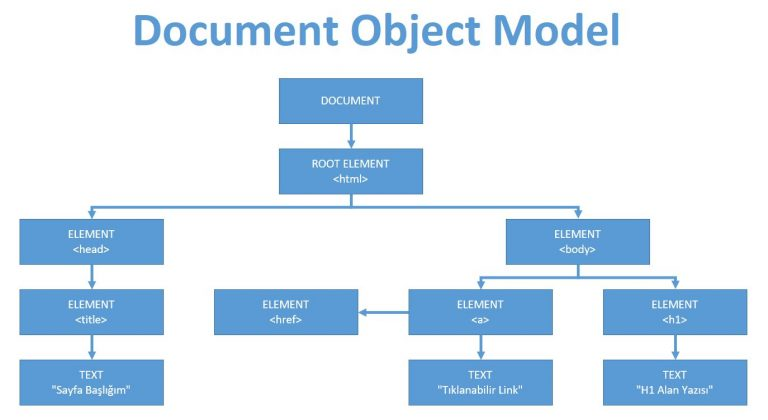 Document Object Model
DOCUMENT
ROOT ELEMENT
<html>
ELEMENT
<head>
ELEMENT
<body>
ELEMENT
<title>
ELEMENT
<href>
ELEMENT
<a>
ELEMENT
<h1>
TEXT
"Sayfa Başlığım"
TEXT
"Tıklanabilir Link"
TEXT
"H1 Alan Yazısı"